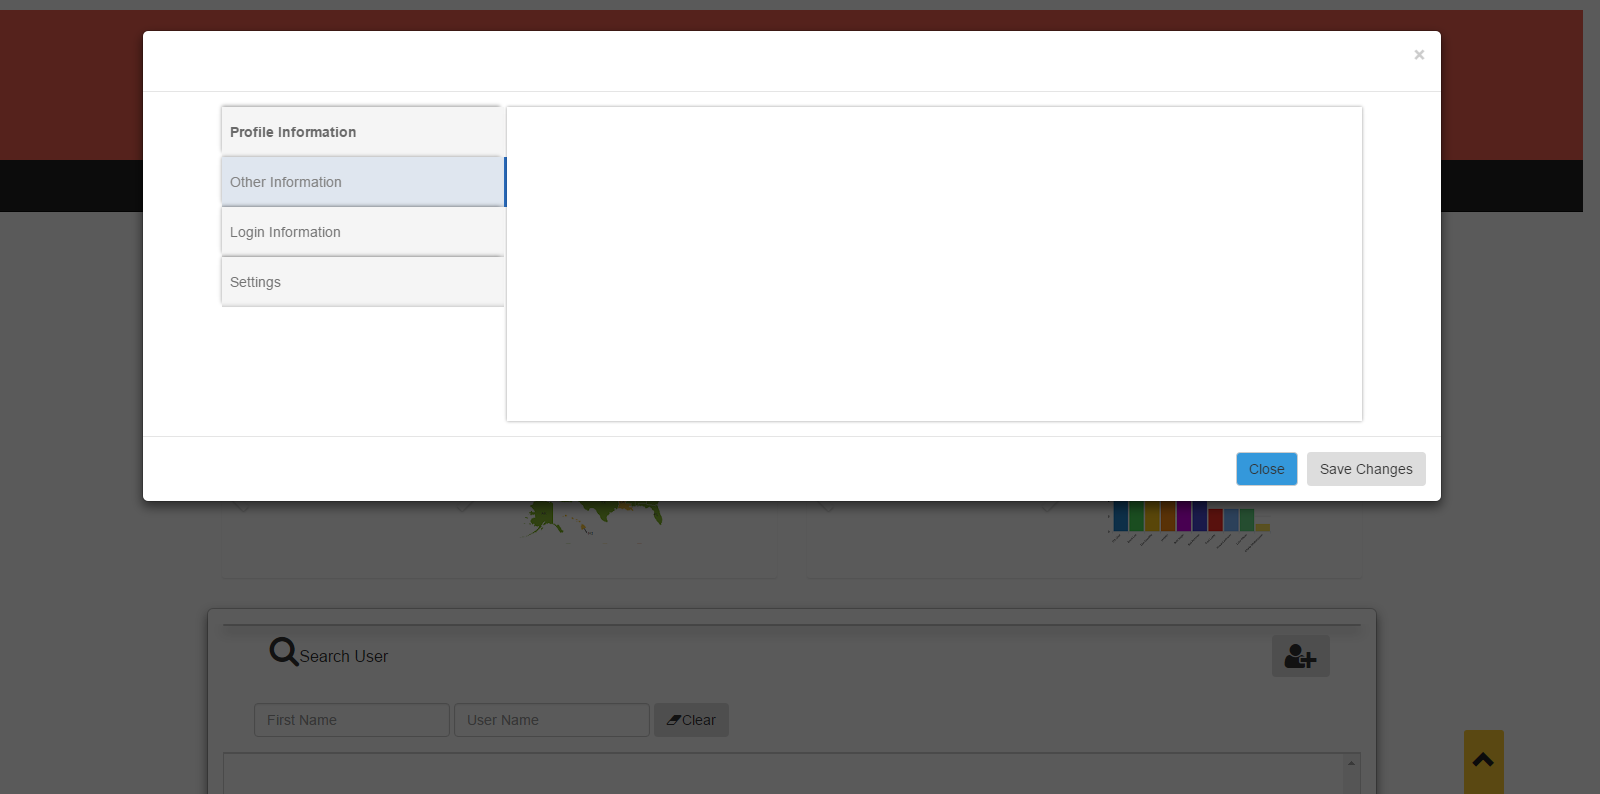 ×
Profile Information
Other Information
Login Information
Settings
Close Save Changes
Search User
First Name User Name Clear